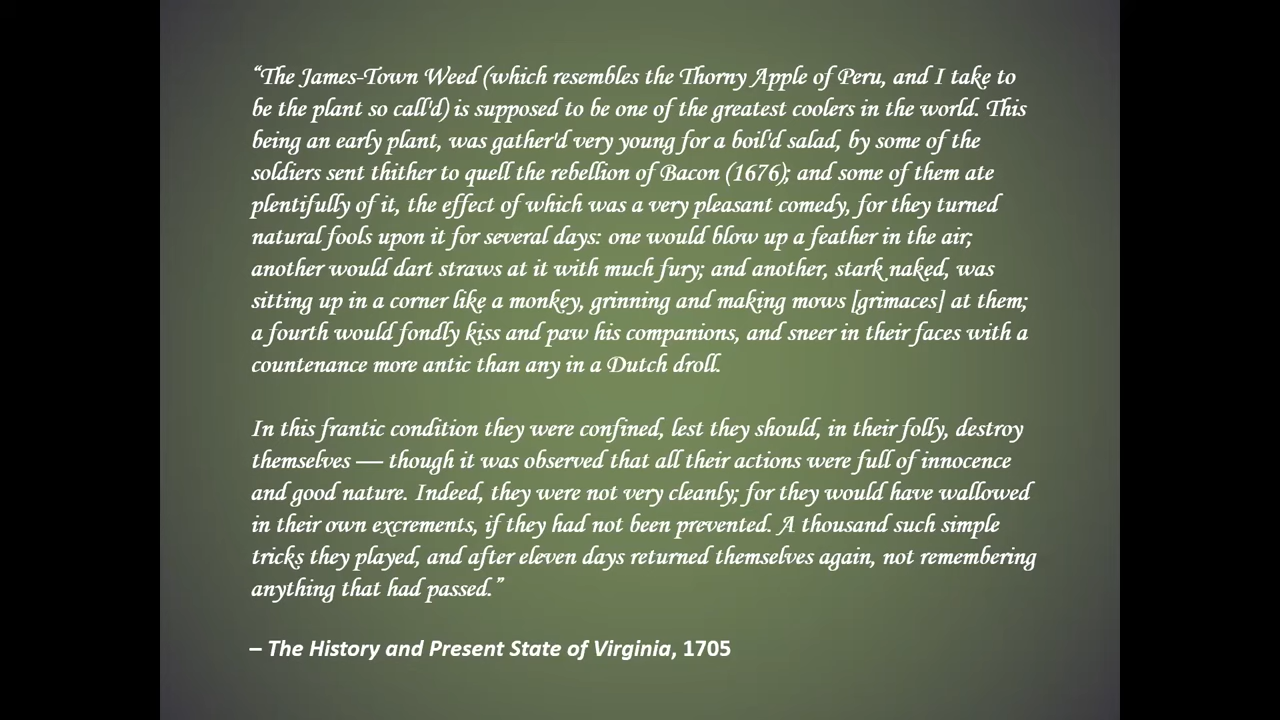 “The James-Town Weed (which resembles the Thorny Apple of Peru, and I take to
be the plant so call'd) is supposed to be one of the greatest coolers in the world. This
being an early plant, was gather'd very young for a boil'd salad, by some of the
soldiers sent thither to quell the rebellion of Bacon (1676); and some of them ate
plentifully of it, the effect of which was a very pleasant comedy, for they turned
natural fools upon it for several days: one would blow up a feather in the air;
another would dart straws at it with much fury; and another, stark naked, was
sitting up in a corner like a monkey, grinning and making mows [grimaces] at them;
a fourth would fondly kiss and paw his companions, and sneer in their faces with a
countenance more antic than any in a Dutch droll.
In this frantic condition they were confined, lest they should, in their folly, destroy
themselves — though it was observed that all their actions were full of innocence
and good nature. Indeed, they were not very cleanly; for they would have wallowed
in their own excrements, if they had not been prevented. A thousand such simple
tricks they played, and after eleven days returned themselves again, not remembering
anything that had passed.”
– The History and Present State of Virginia, 1705